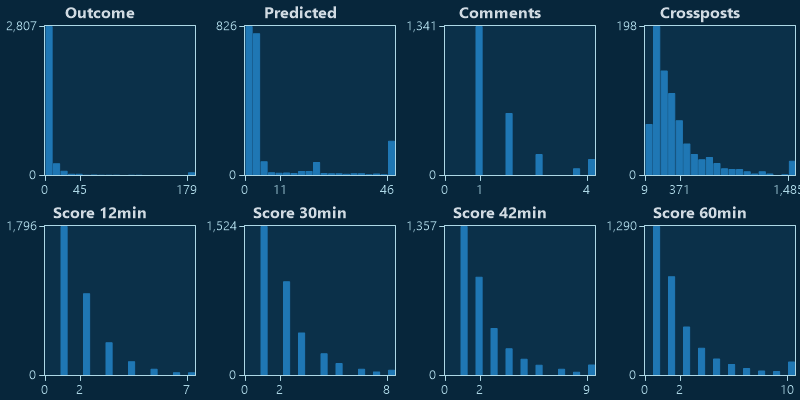 Outcome Predicted Comments Crossposts
2,807 826 1,341 198
0 0 0 0
0 45 179 0 11 46 0 1 4 9 371 1,485
Score 12min Score 30min Score 42min Score 60min
1,796 1,524 1,357 1,290
0 0 0 0
0 2 7 0 2 8 0 2 9 0 2 10